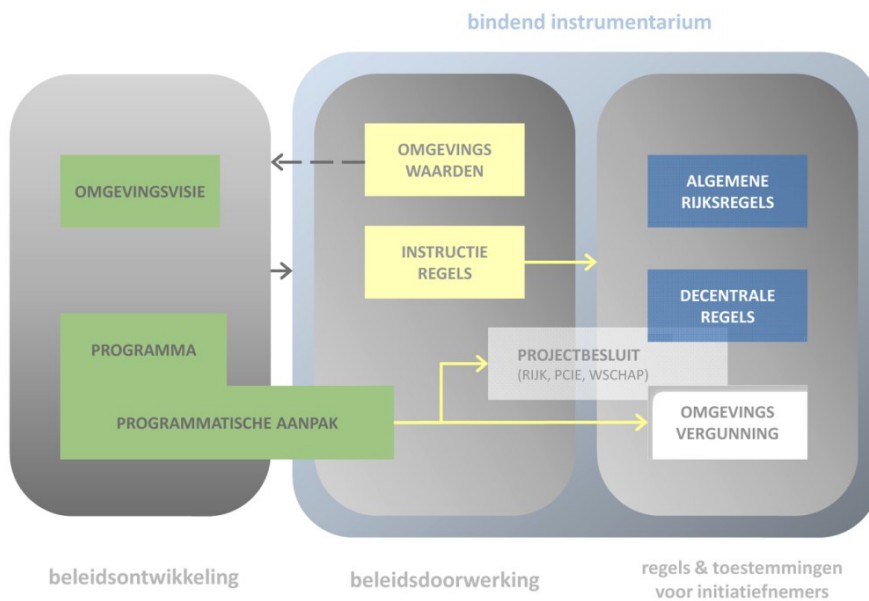 bindend instrumentarium
OMGEVINGSVISIE
PROGRAMMA
PROGRAMMATISCHE AANPAK
OMGEVINGS
WAARDEN
INSTRUCTIE
REGELS
PROJECTBESLUIT
(RIJK, PCIE, WSCHAP)
ALGEMENE
RIJKSREGELS
DECENTRALE
REGELS
OMGEVINGS
VERGUNNING
beleidsontwikkeling
beleidsdoorwerking
regels & toestemmingen
voor initiatiefnemers